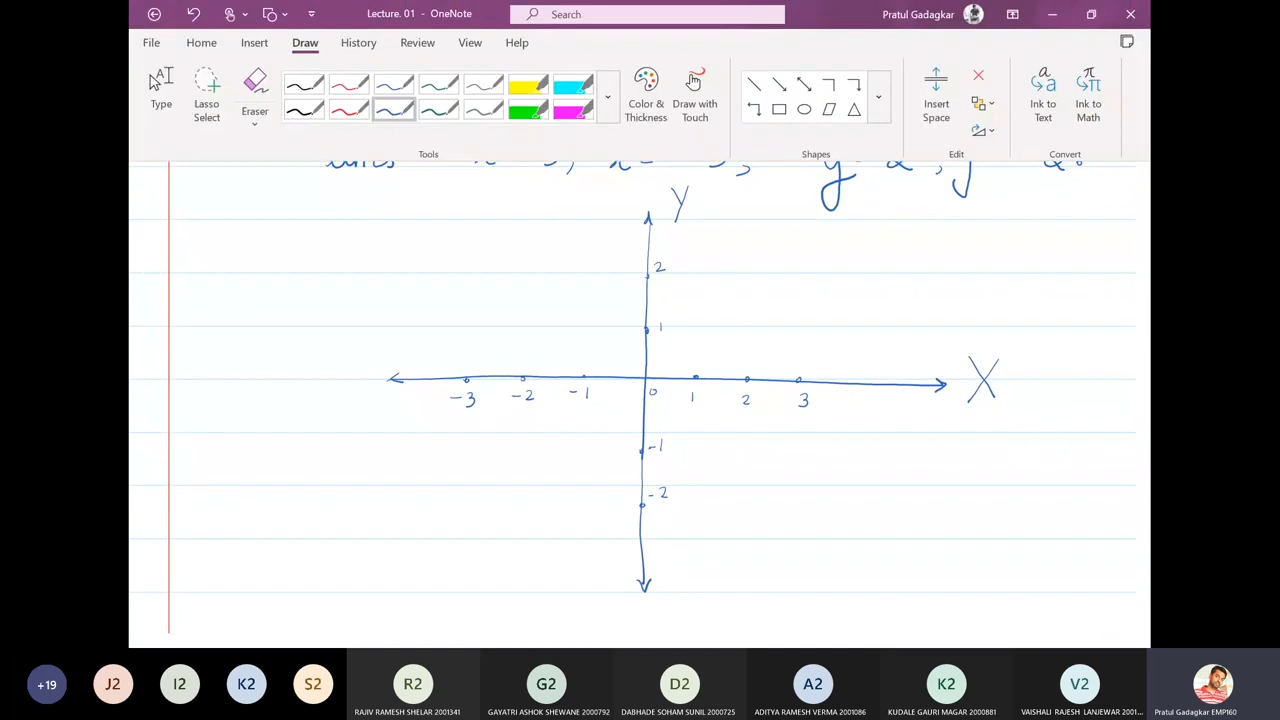 Lecture. 01 - OneNote
Search
Pratul Gadagkar
File Home Insert Draw History Review View Help
Type
Lasso Select
Eraser
Color & Thickness
Draw with Touch
Insert Space
Ink to Text
Ink to Math
Tools
Shapes
Edit
Convert
Y
2
1
X
-3 -2 -1 0 1 2 3
-1
-2
+19 J2 I2 K2 S2 R2 G2 D2 A2 K2 V2
RAJIV RAMESH SHELAR 2001341
GAYATRI ASHOK SHEWANE 2000792
DABHADE SOHAM SUNIL 2000725
ADITYA RAMESH VERMA 2001086
KUDALE GAURI MAGAR 2000881
VAISHALI RAJESH LANJEWAR 2001...
Pratul Gadagkar EMP160